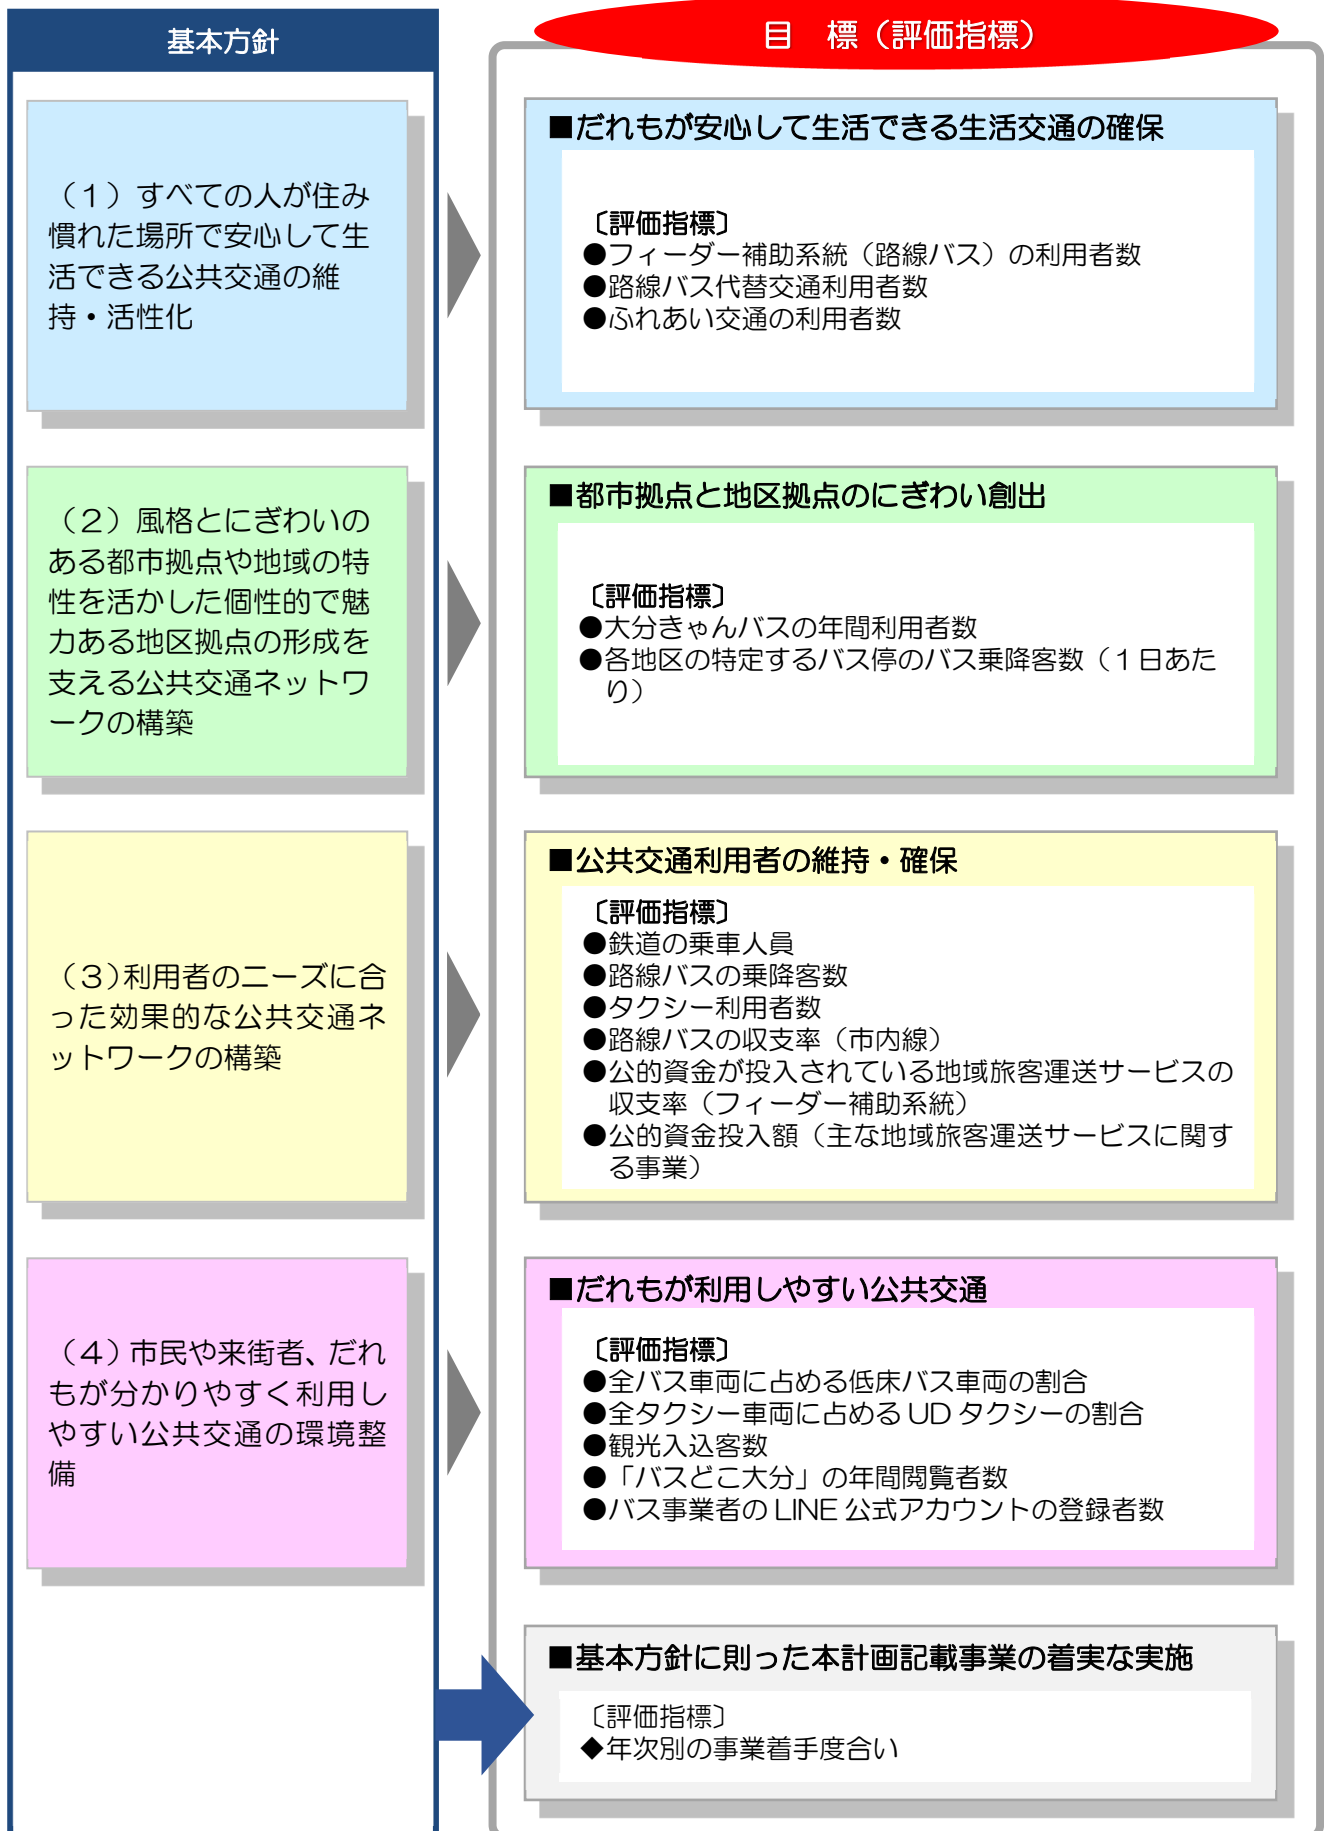 基本方針
目　標（評価指標）
（１）すべての人が住み
慣れた場所で安心して生
活できる公共交通の維
持・活性化
■だれもが安心して生活できる生活交通の確保
〔評価指標〕
●フィーダー補助系統（路線バス）の利用者数
●路線バス代替交通利用者数
●ふれあい交通の利用者数
（２）風格とにぎわいの
ある都市拠点や地域の特
性を活かした個性的で魅
力ある地区拠点の形成を
支える公共交通ネットワ
ークの構築
■都市拠点と地区拠点のにぎわい創出
〔評価指標〕
●大分きゃんバスの年間利用者数
●各地区の特定するバス停のバス乗降客数（１日あた
り）
（３）利用者のニーズに合
った効果的な公共交通ネ
ットワークの構築
■公共交通利用者の維持・確保
〔評価指標〕
●鉄道の乗車人員
●路線バスの乗降客数
●タクシー利用者数
●路線バスの収支率（市内線）
●公的資金が投入されている地域旅客運送サービスの
収支率（フィーダー補助系統）
●公的資金投入額（主な地域旅客運送サービスに関す
る事業）
（４）市民や来街者、だれ
もが分かりやすく利用し
やすい公共交通の環境整
備
■だれもが利用しやすい公共交通
〔評価指標〕
●全バス車両に占める低床バス車両の割合
●全タクシー車両に占める UD タクシーの割合
●観光入込客数
●「バスどこ大分」の年間閲覧者数
●バス事業者の LINE 公式アカウントの登録者数
■基本方針に則った本計画記載事業の着実な実施
〔評価指標〕
◆年次別の事業着手度合い